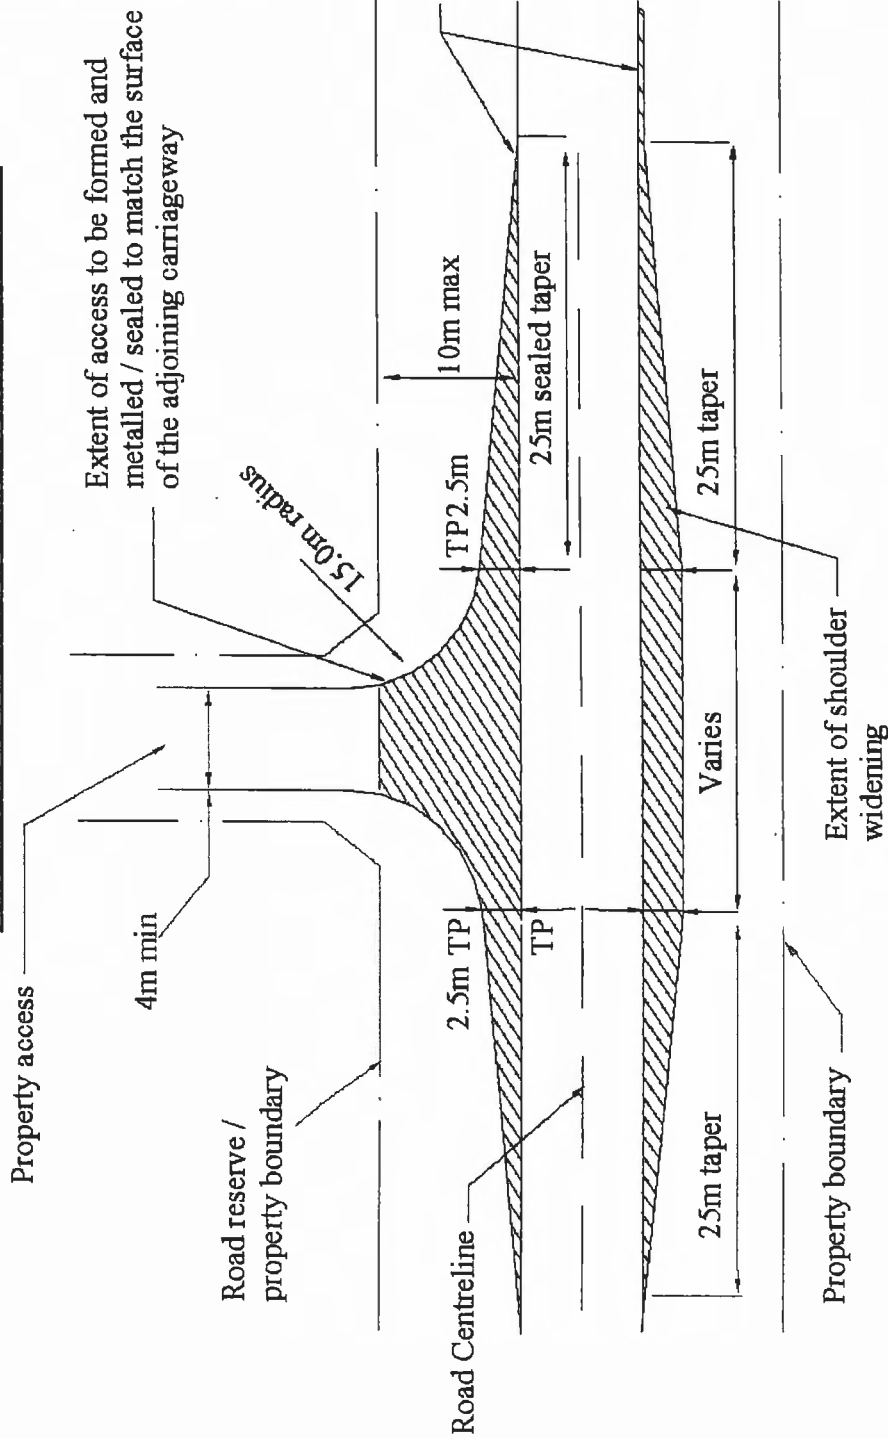 Property access
4m min
Extent of access to be formed and
metalled / sealed to match the surface
of the adjoining carriageway
15.0m radius
Road reserve /
property boundary
10m max
2.5m TP
TP 2.5m
TP
25m sealed taper
Road Centreline
25m taper
Varies
25m taper
Property boundary
Extent of shoulder
widening